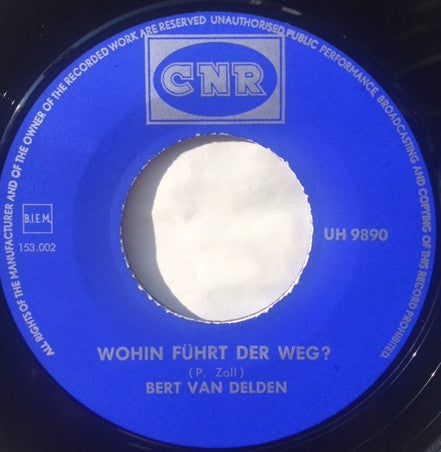 ALL RIGHTS OF THE MANUFACTURER AND OF THE OWNER OF THE RECORDED WORK ARE RESERVED UNAUTHORISED PUBLIC PERFORMANCE BROADCASTING AND COPYING OF THIS RECORD PROHIBITED.
CNR
B.I.E.M.
153.002
UH 9890
WOHIN FÜHRT DER WEG?
(P. Zoll)
BERT VAN DELDEN